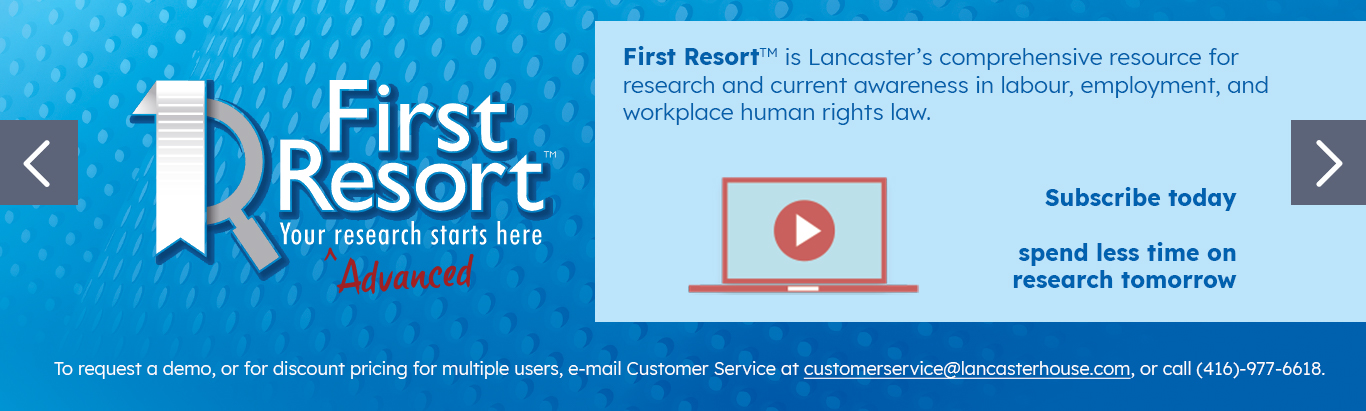 First
Resort™
Your research starts here
^ Advanced
First Resort™ is Lancaster’s comprehensive resource for
research and current awareness in labour, employment, and
workplace human rights law.
Subscribe today
spend less time on
research tomorrow
To request a demo, or for discount pricing for multiple users, e-mail Customer Service at customerservice@lancasterhouse.com, or call (416)-977-6618.